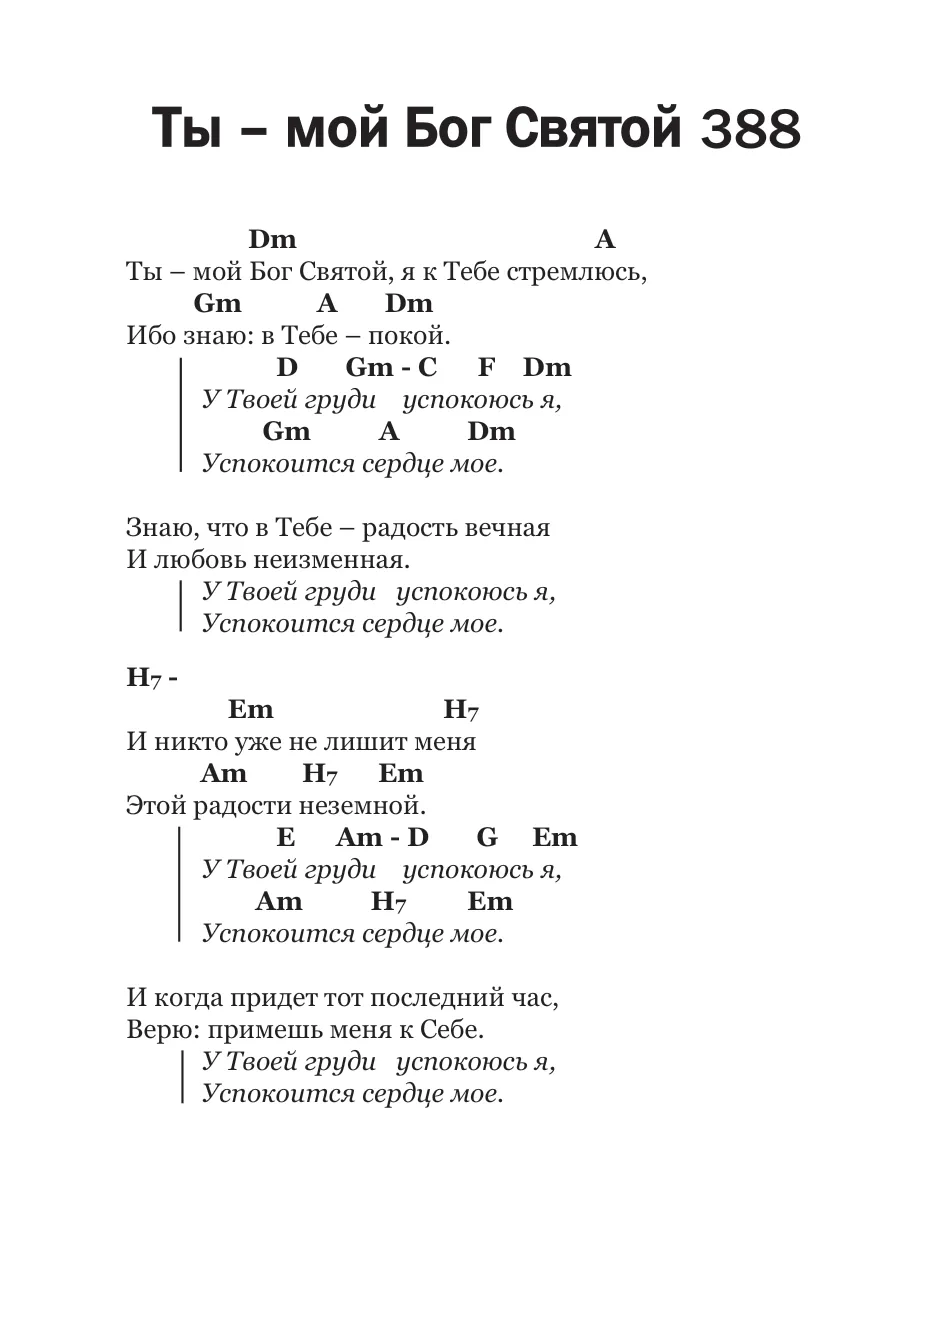 Ты – мой Бог Святой 388
Dm A
Ты – мой Бог Святой, я к Тебе стремлюсь,
Gm A Dm
Ибо знаю: в Тебе – покой.
D Gm - C F Dm
У Твоей груди успокоюсь я,
Gm A Dm
Успокоится сердце мое.
Знаю, что в Тебе – радость вечная
И любовь неизменная.
У Твоей груди успокоюсь я,
Успокоится сердце мое.
H7 -
Em H7
И никто уже не лишит меня
Am H7 Em
Этой радости неземной.
E Am - D G Em
У Твоей груди успокоюсь я,
Am H7 Em
Успокоится сердце мое.
И когда придет тот последний час,
Верю: примешь меня к Себе.
У Твоей груди успокоюсь я,
Успокоится сердце мое.